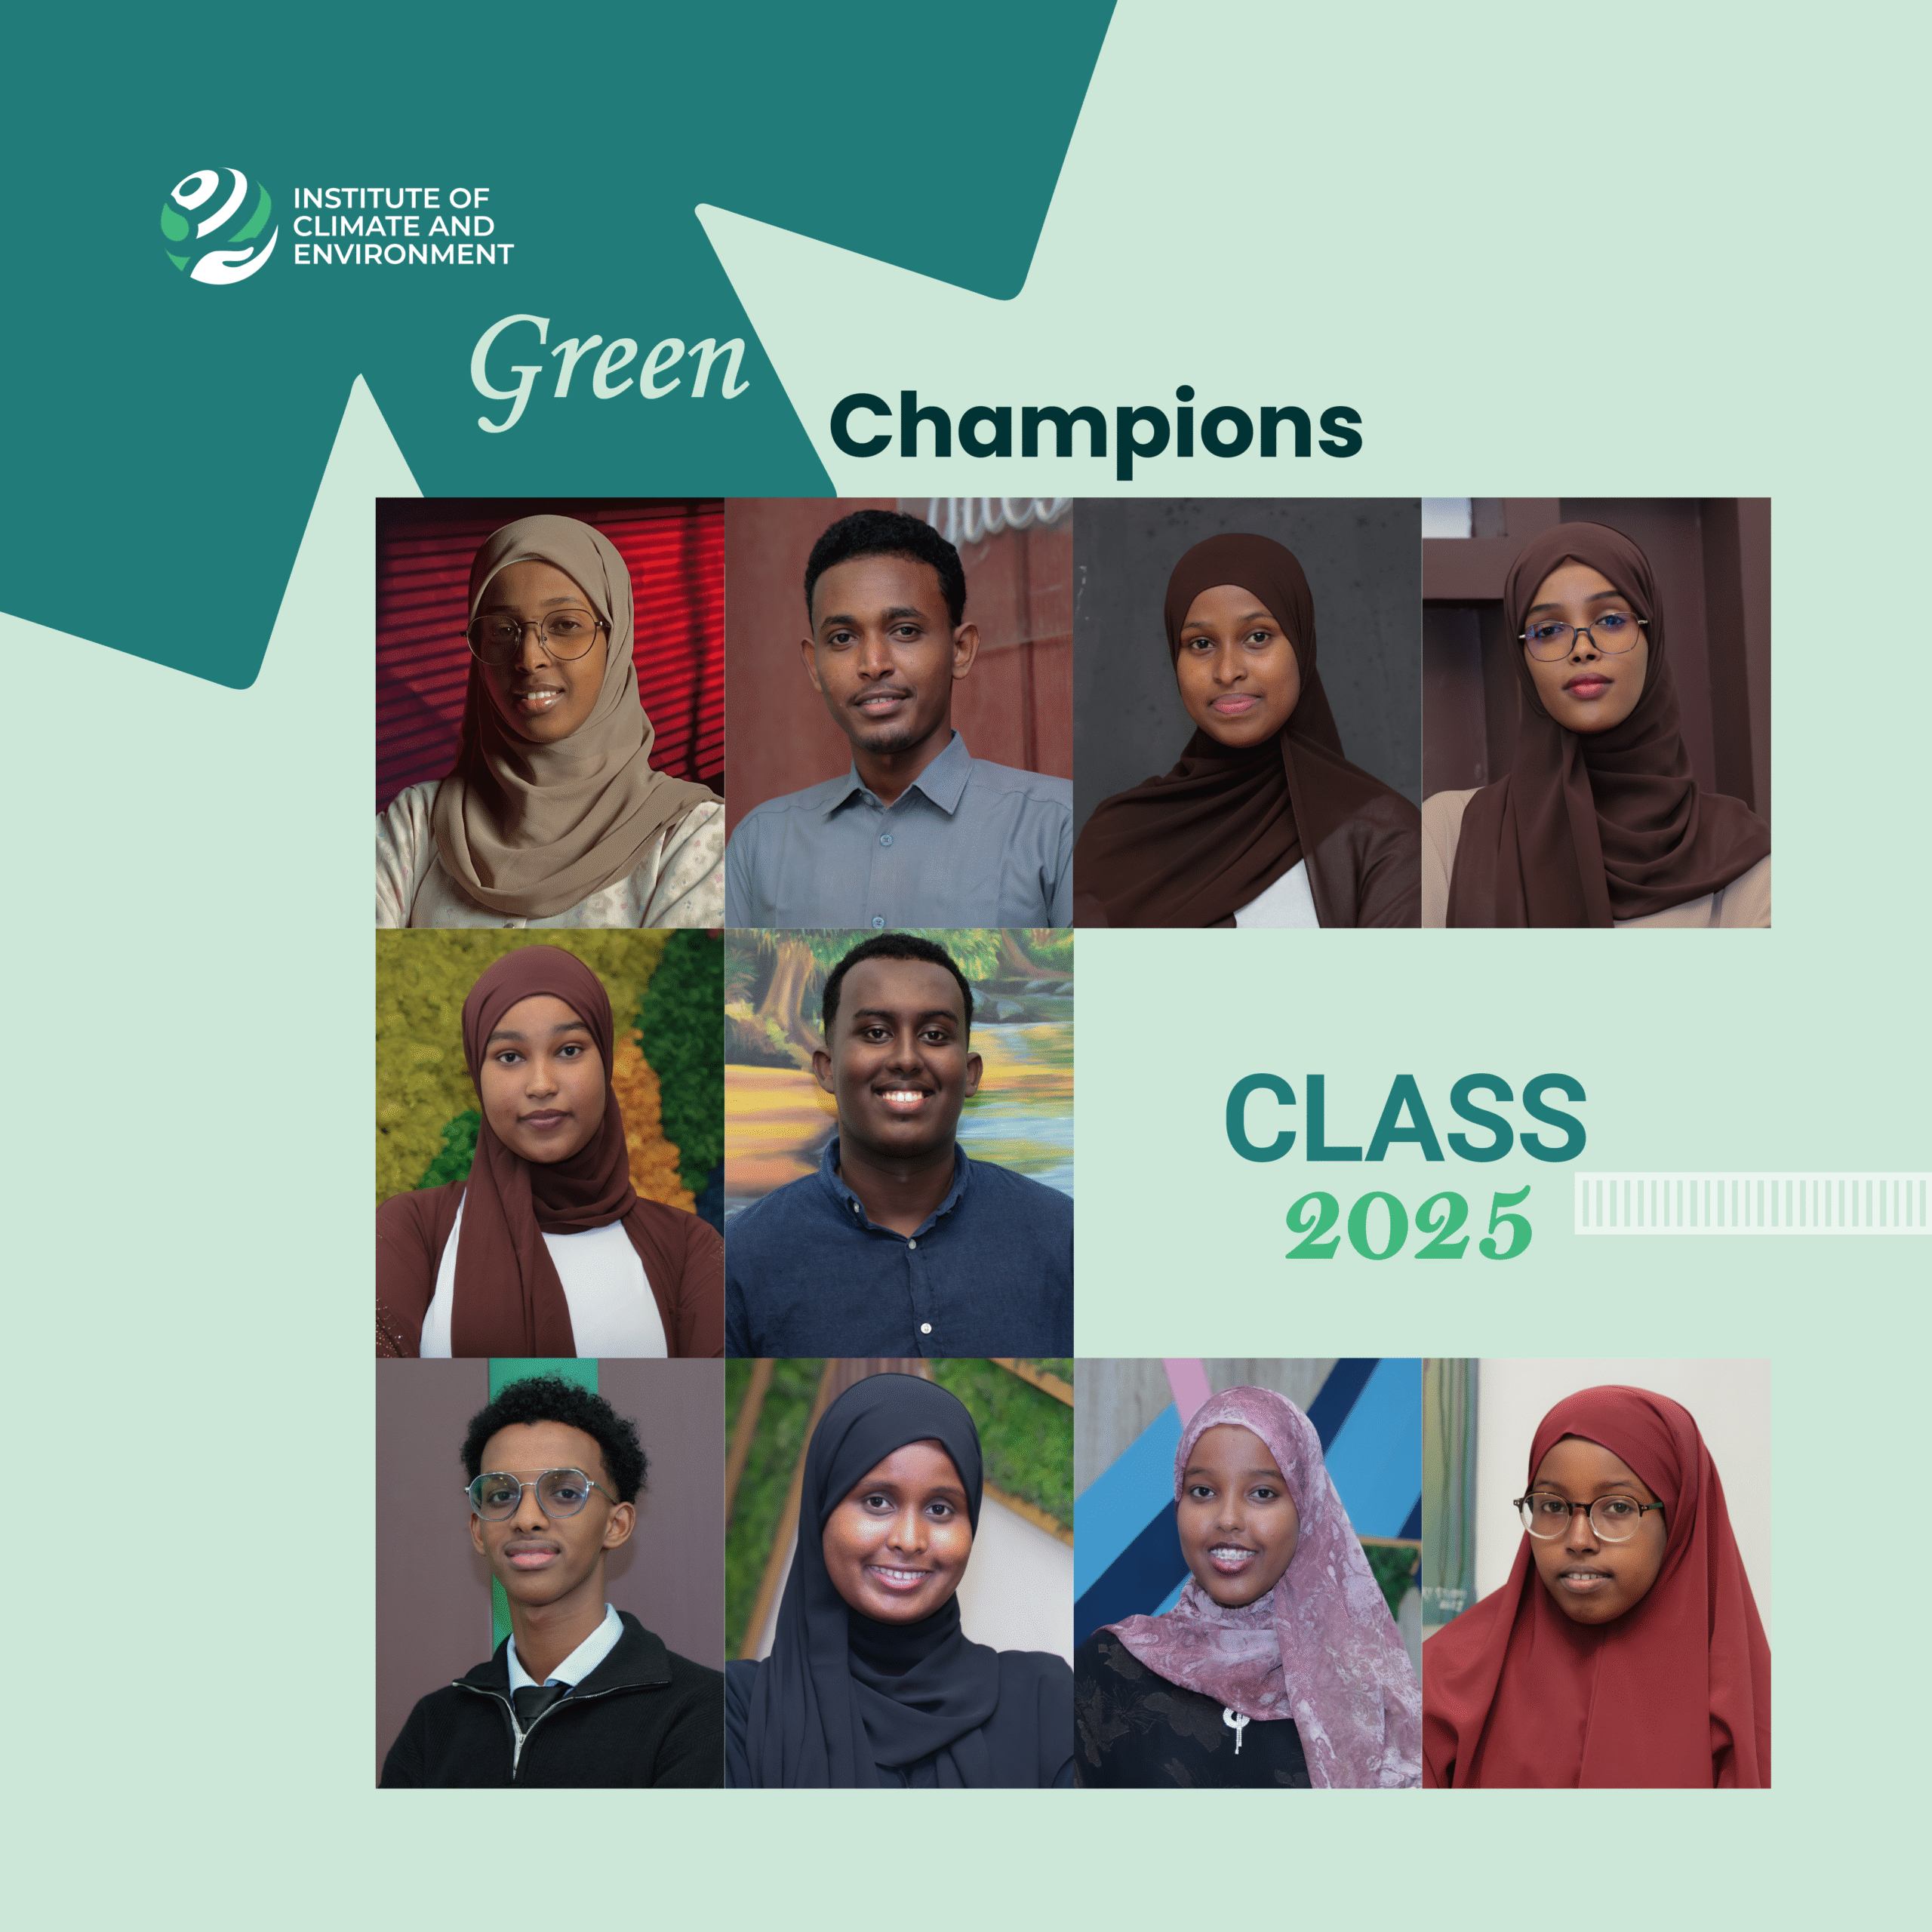 INSTITUTE OF
CLIMATE AND
ENVIRONMENT
Green
Champions
CLASS
2025